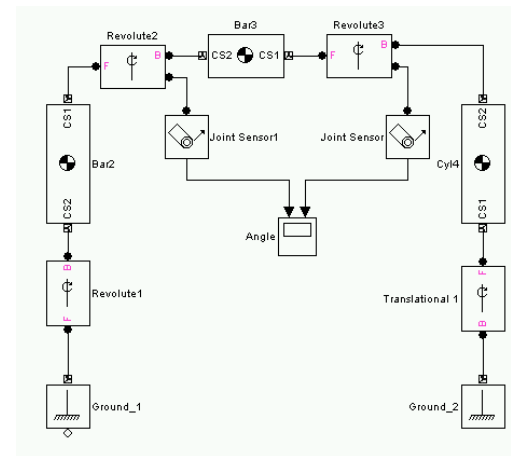 Bar3
Revolute2
Revolute3
F
B
CS2 CS1
F
B
CS1
CS2
Joint Sensor1
Joint Sensor
Bar2
Cyl4
CS2
CS1
Angle
B
F
Revolute1
Translational 1
F
B
Ground_1
Ground_2